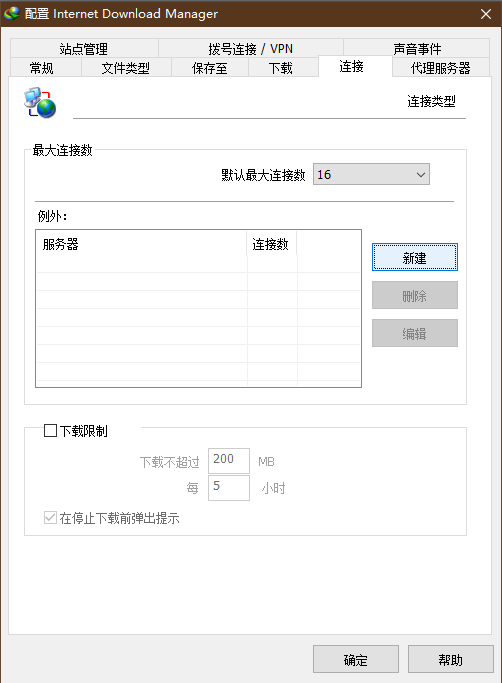 配置 Internet Download Manager
站点管理 拨号连接 / VPN 声音事件
常规 文件类型 保存至 下载 连接 代理服务器
连接类型
最大连接数
默认最大连接数 16
例外：
服务器 连接数
新建
删除
编辑
下载限制
下载不超过 200 MB
每 5 小时
在停止下载前弹出提示
确定 帮助